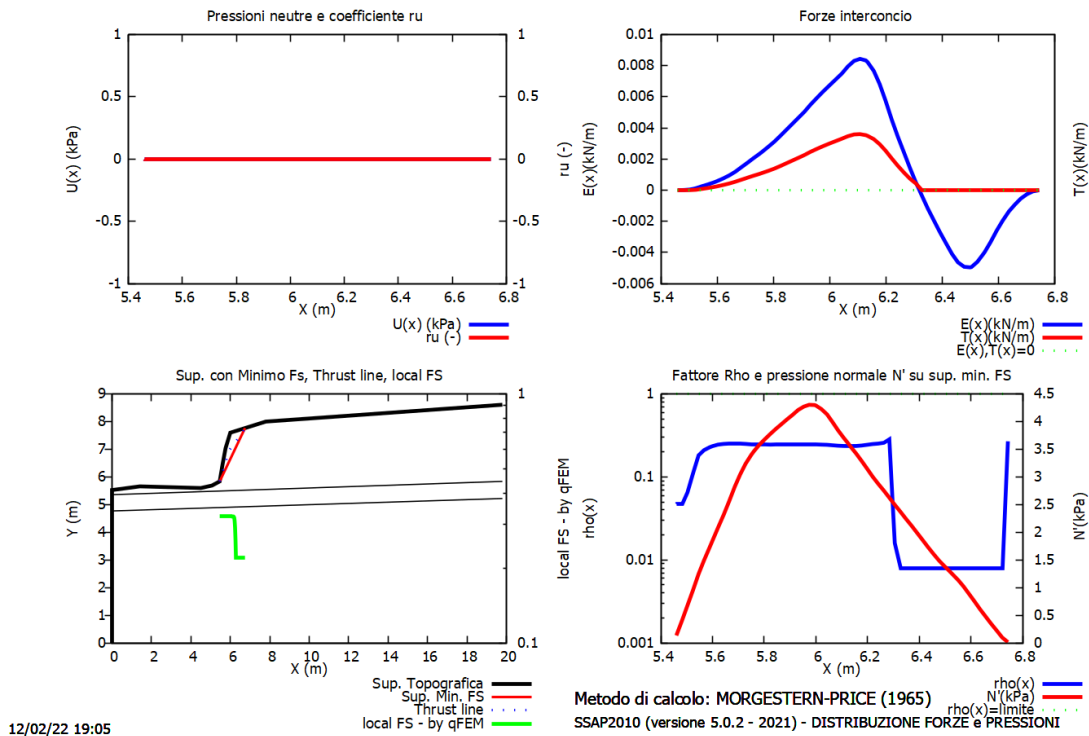 Pressioni neutre e coefficiente ru
1
0.5
0
-0.5
-1
U(x) (kPa)
1
0.5
0
-0.5
-1
ru (-)
5.4 5.6 5.8 6 6.2 6.4 6.6 6.8
X (m)
U(x) (kPa)
ru (-)
Forze interconcio
0.01
0.008
0.006
0.004
0.002
0
-0.002
-0.004
-0.006
E(x)(kN/m)
T(x)(kN/m)
5.4 5.6 5.8 6 6.2 6.4 6.6 6.8
X (m)
E(x)(kN/m)
T(x)(kN/m)
E(x),T(x)=0
Sup. con Minimo Fs, Thrust line, local FS
9
8
7
6
5
4
3
2
1
0
Y (m)
1
0.1
local FS - by qFEM
0 2 4 6 8 10 12 14 16 18 20
X (m)
Sup. Topografica
Sup. Min. FS
Thrust line
local FS - by qFEM
Fattore Rho e pressione normale N' su sup. min. FS
1
0.1
0.01
0.001
rho(x)
4.5
4
3.5
3
2.5
2
1.5
1
0.5
0
N'(kPa)
5.4 5.6 5.8 6 6.2 6.4 6.6 6.8
X (m)
rho(x)
N'(kPa)
rho(x)=limite
Metodo di calcolo: MORGESTERN-PRICE (1965)
SSAP2010 (versione 5.0.2 - 2021) - DISTRIBUZIONE FORZE e PRESSIONI
12/02/22 19:05